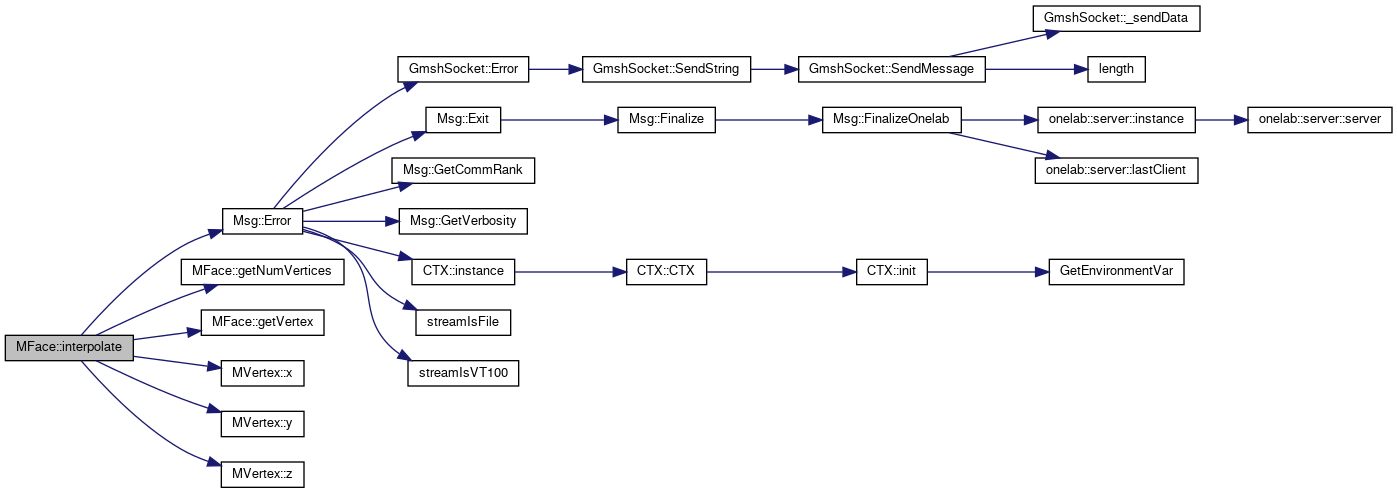 GmshSocket::_sendData
GmshSocket::Error
GmshSocket::SendString
GmshSocket::SendMessage
length
Msg::Exit
Msg::Finalize
Msg::FinalizeOnelab
onelab::server::instance
onelab::server::server
Msg::GetCommRank
onelab::server::lastClient
Msg::Error
Msg::GetVerbosity
MFace::getNumVertices
CTX::instance
CTX::CTX
CTX::init
GetEnvironmentVar
MFace::getVertex
streamIsFile
MFace::interpolate
MVertex::x
streamIsVT100
MVertex::y
MVertex::z